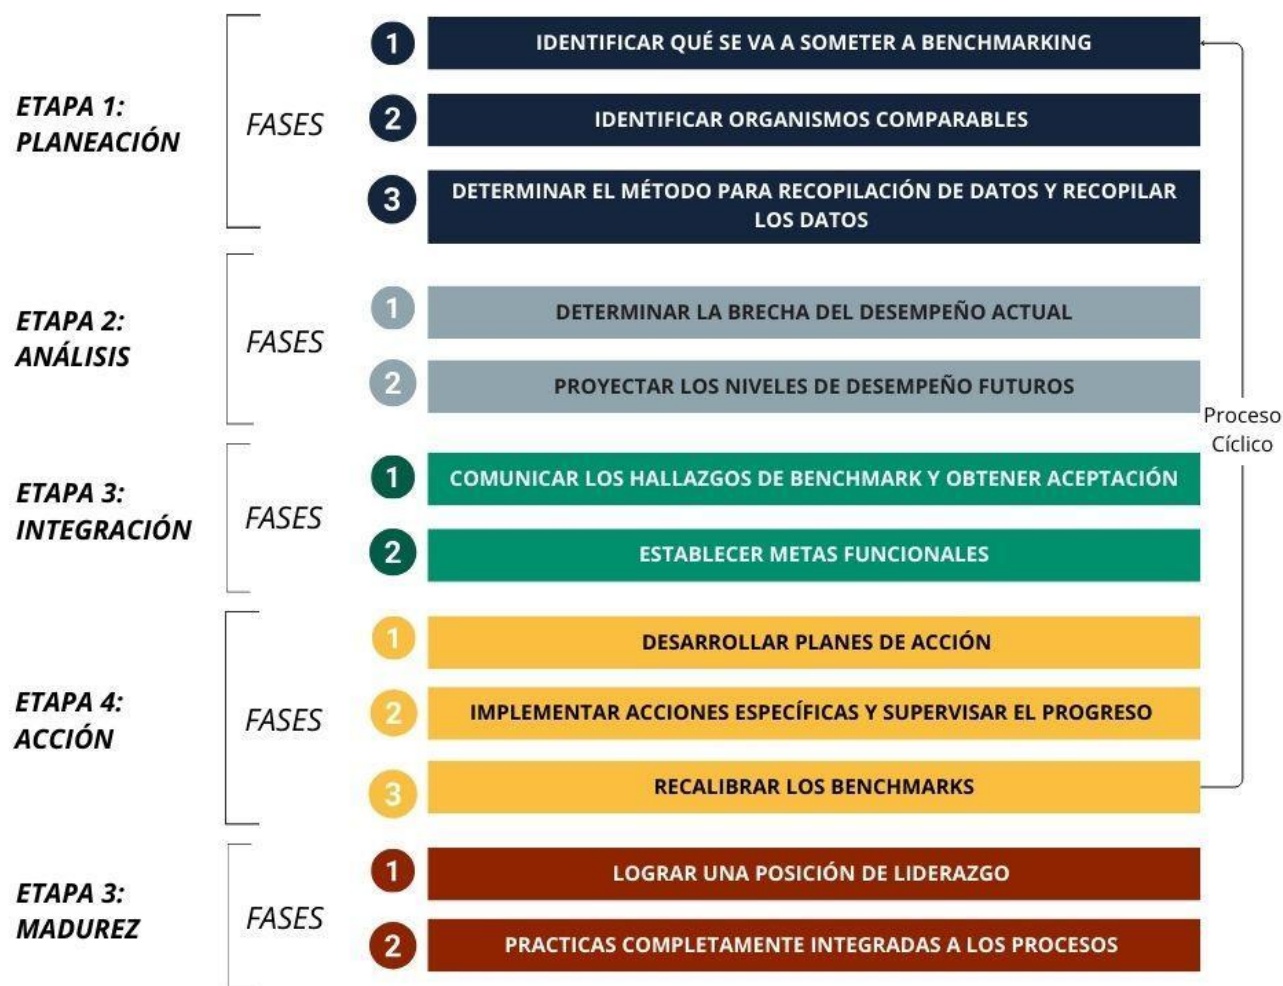 ETAPA 1:
PLANEACIÓN
FASES
1
IDENTIFICAR QUÉ SE VA A SOMETER A BENCHMARKING
2
IDENTIFICAR ORGANISMOS COMPARABLES
3
DETERMINAR EL MÉTODO PARA RECOPILACIÓN DE DATOS Y RECOPILAR
LOS DATOS
ETAPA 2:
ANÁLISIS
FASES
1
DETERMINAR LA BRECHA DEL DESEMPEÑO ACTUAL
2
PROYECTAR LOS NIVELES DE DESEMPEÑO FUTUROS
ETAPA 3:
INTEGRACIÓN
FASES
1
COMUNICAR LOS HALLAZGOS DE BENCHMARK Y OBTENER ACEPTACIÓN
2
ESTABLECER METAS FUNCIONALES
ETAPA 4:
ACCIÓN
FASES
1
DESARROLLAR PLANES DE ACCIÓN
2
IMPLEMENTAR ACCIONES ESPECÍFICAS Y SUPERVISAR EL PROGRESO
3
RECALIBRAR LOS BENCHMARKS
ETAPA 3:
MADUREZ
FASES
1
LOGRAR UNA POSICIÓN DE LIDERAZGO
2
PRACTICAS COMPLETAMENTE INTEGRADAS A LOS PROCESOS
Proceso
Cíclico